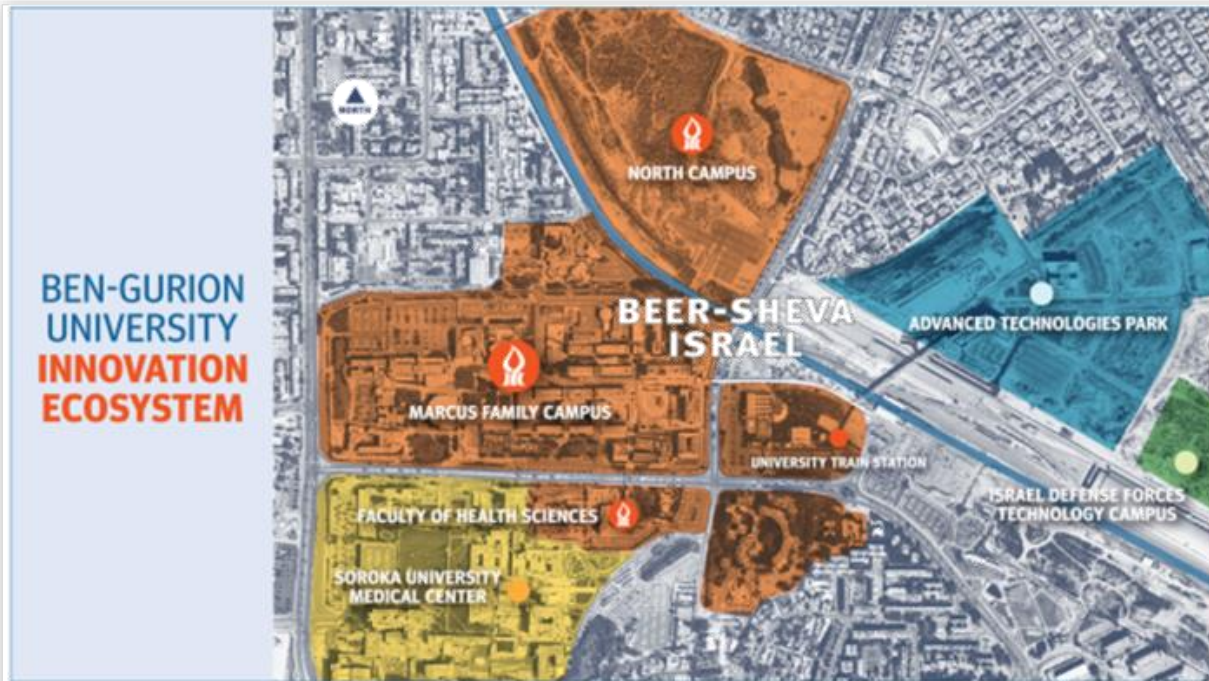 BEN-GURION
UNIVERSITY
INNOVATION
ECOSYSTEM
NORTH
NORTH CAMPUS
BEER-SHEVA
ISRAEL
ADVANCED TECHNOLOGIES PARK
MARCUS FAMILY CAMPUS
UNIVERSITY TRAIN STATION
ISRAEL DEFENSE FORCES
TECHNOLOGY CAMPUS
FACULTY OF HEALTH SCIENCES
SOROKA UNIVERSITY
MEDICAL CENTER